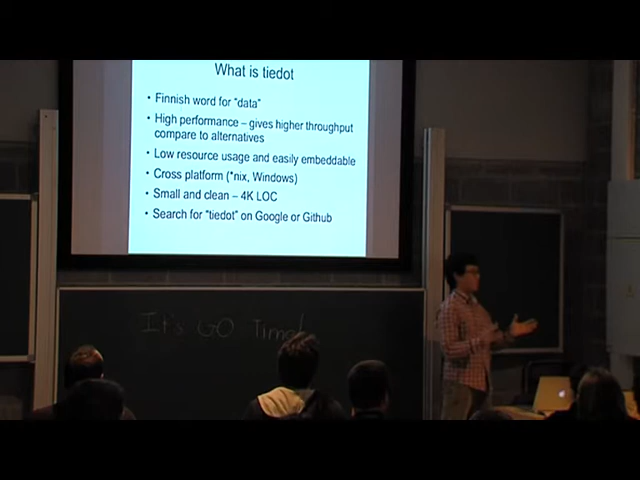 What is tiedot
• Finnish word for "data"
• High performance – gives higher throughput
compare to alternatives
• Low resource usage and easily embeddable
• Cross platform (*nix, Windows)
• Small and clean – 4K LOC
• Search for "tiedot" on Google or Github
It's GO Time!